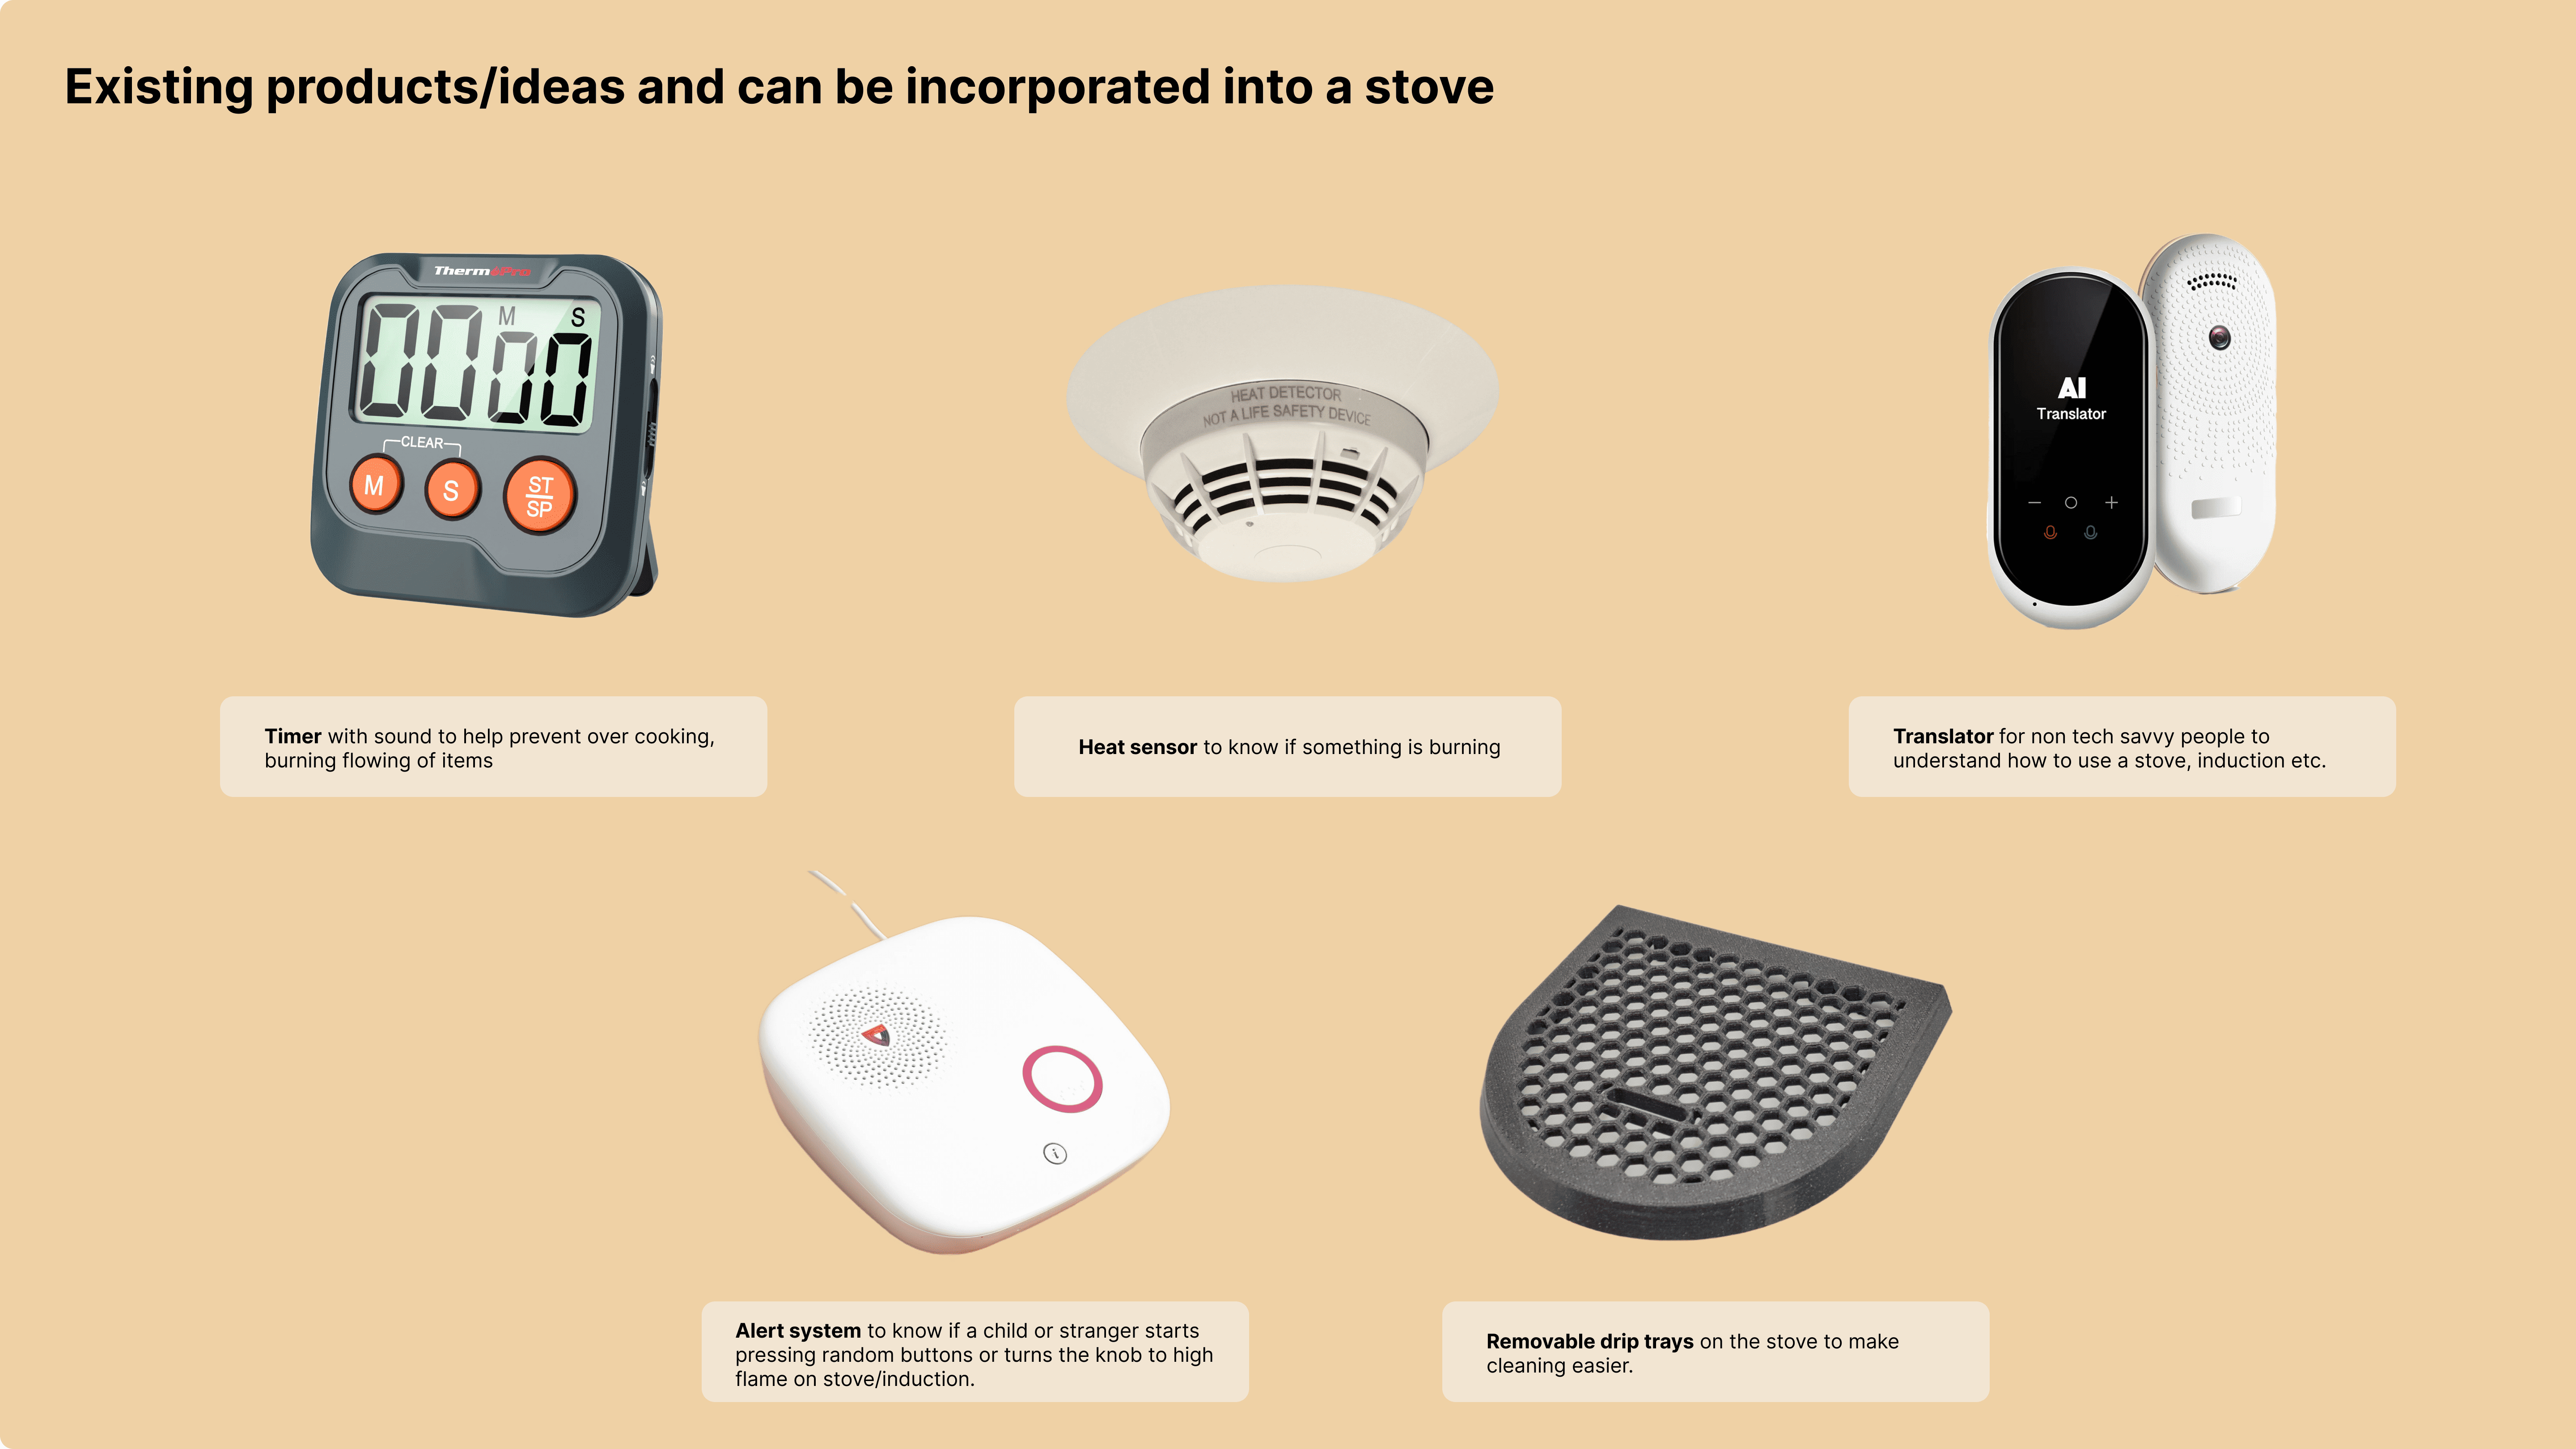 Existing products/ideas and can be incorporated into a stove
ThermoPro
M S
00 00
CLEAR
M S ST
SP
HEAT DETECTOR
NOT A LIFE SAFETY DEVICE
AI
Translator
Timer with sound to help prevent over cooking,
burning flowing of items
Heat sensor to know if something is burning
Translator for non tech savvy people to
understand how to use a stove, induction etc.
i
Alert system to know if a child or stranger starts
pressing random buttons or turns the knob to high
flame on stove/induction.
Removable drip trays on the stove to make
cleaning easier.